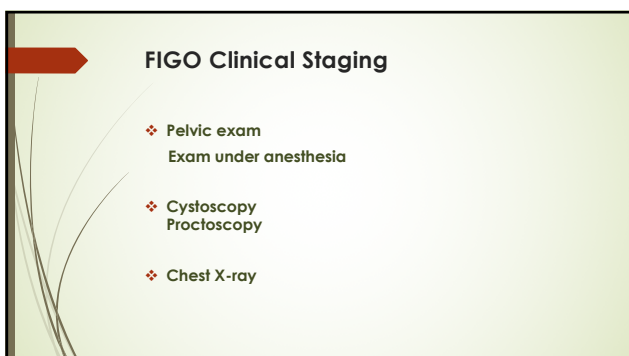 FIGO Clinical Staging
❖ Pelvic exam
Exam under anesthesia
❖ Cystoscopy
Proctoscopy
❖ Chest X-ray